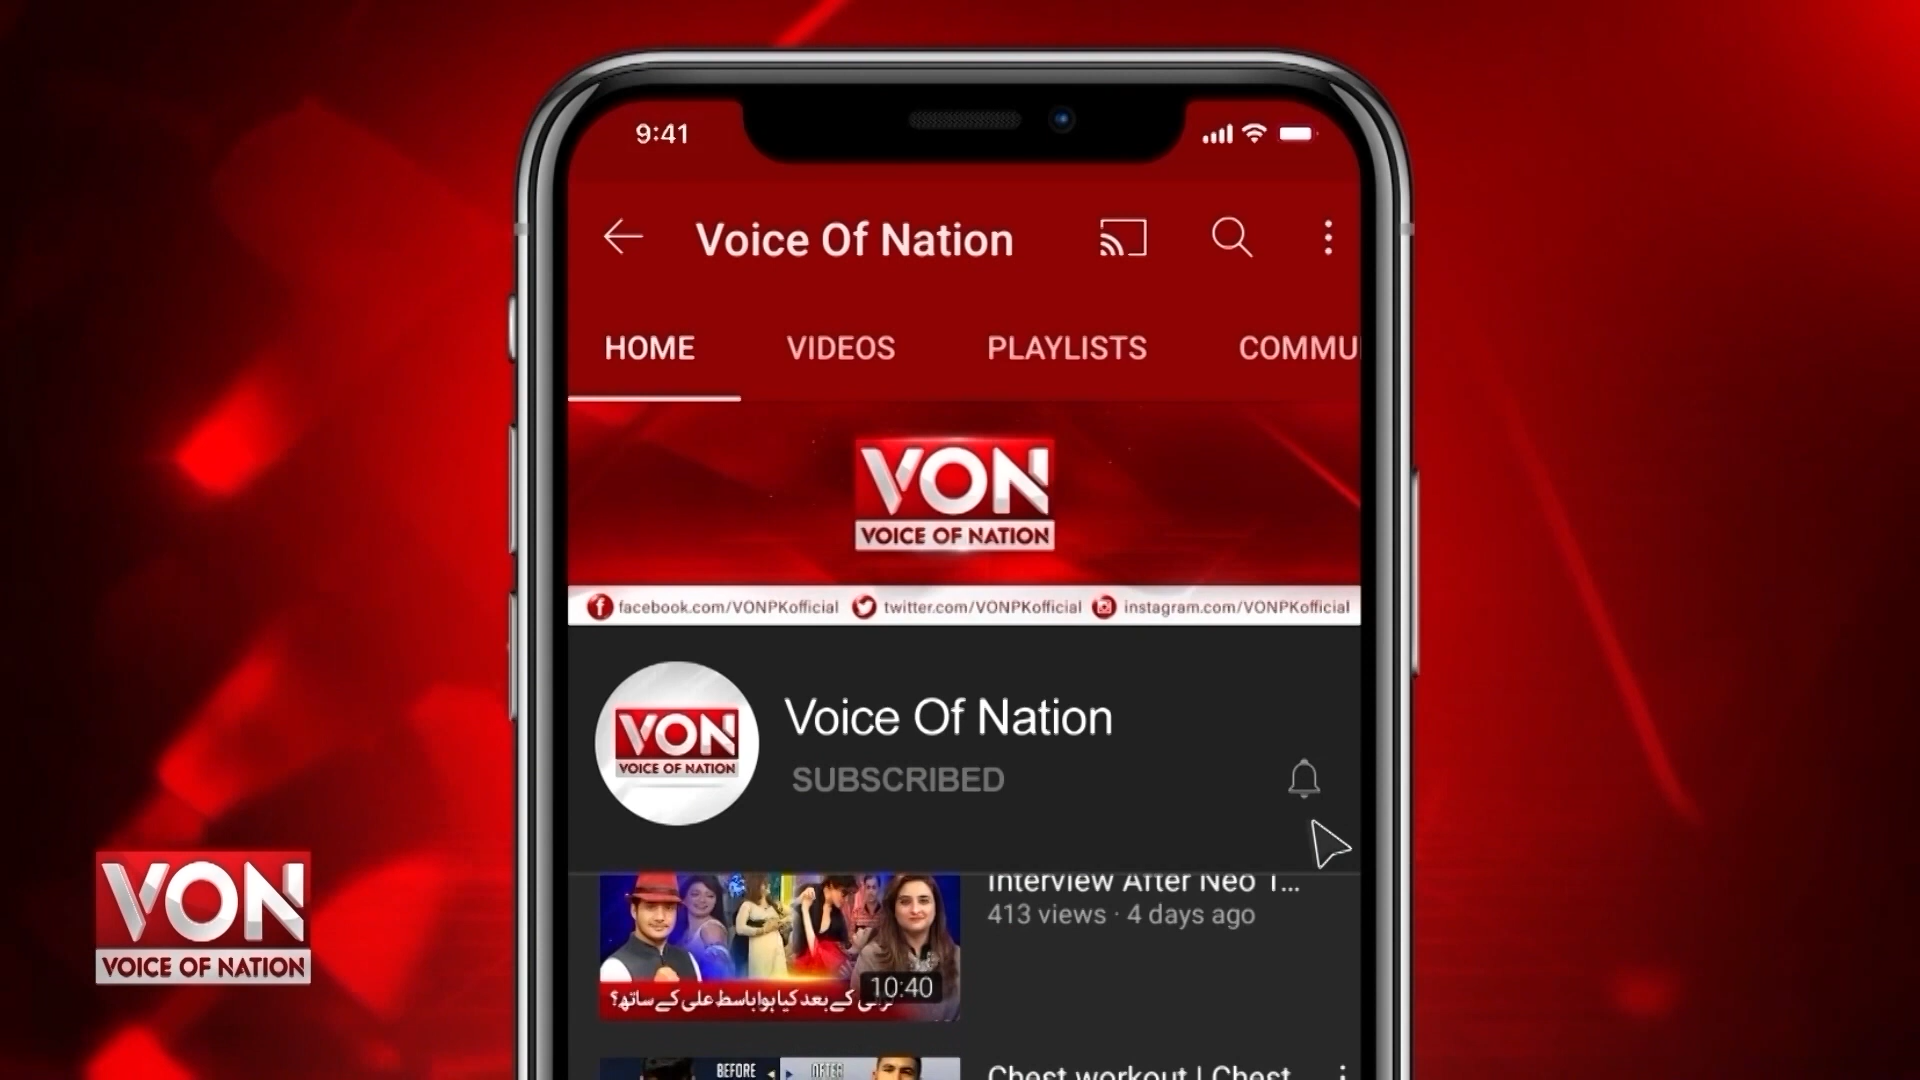 9:41
Voice Of Nation
HOME VIDEOS PLAYLISTS COMMU
VON
VOICE OF NATION
facebook.com/VONPKofficial twitter.com/VONPKofficial instagram.com/VONPKofficial
VON
VOICE OF NATION
Voice Of Nation
SUBSCRIBED
Interview After Neo T...
413 views · 4 days ago
10:40
کے بعد کیا ہوا باسط علی کے ساتھ؟
BEFORE AFTER
Chest workout | Chest
VON
VOICE OF NATION